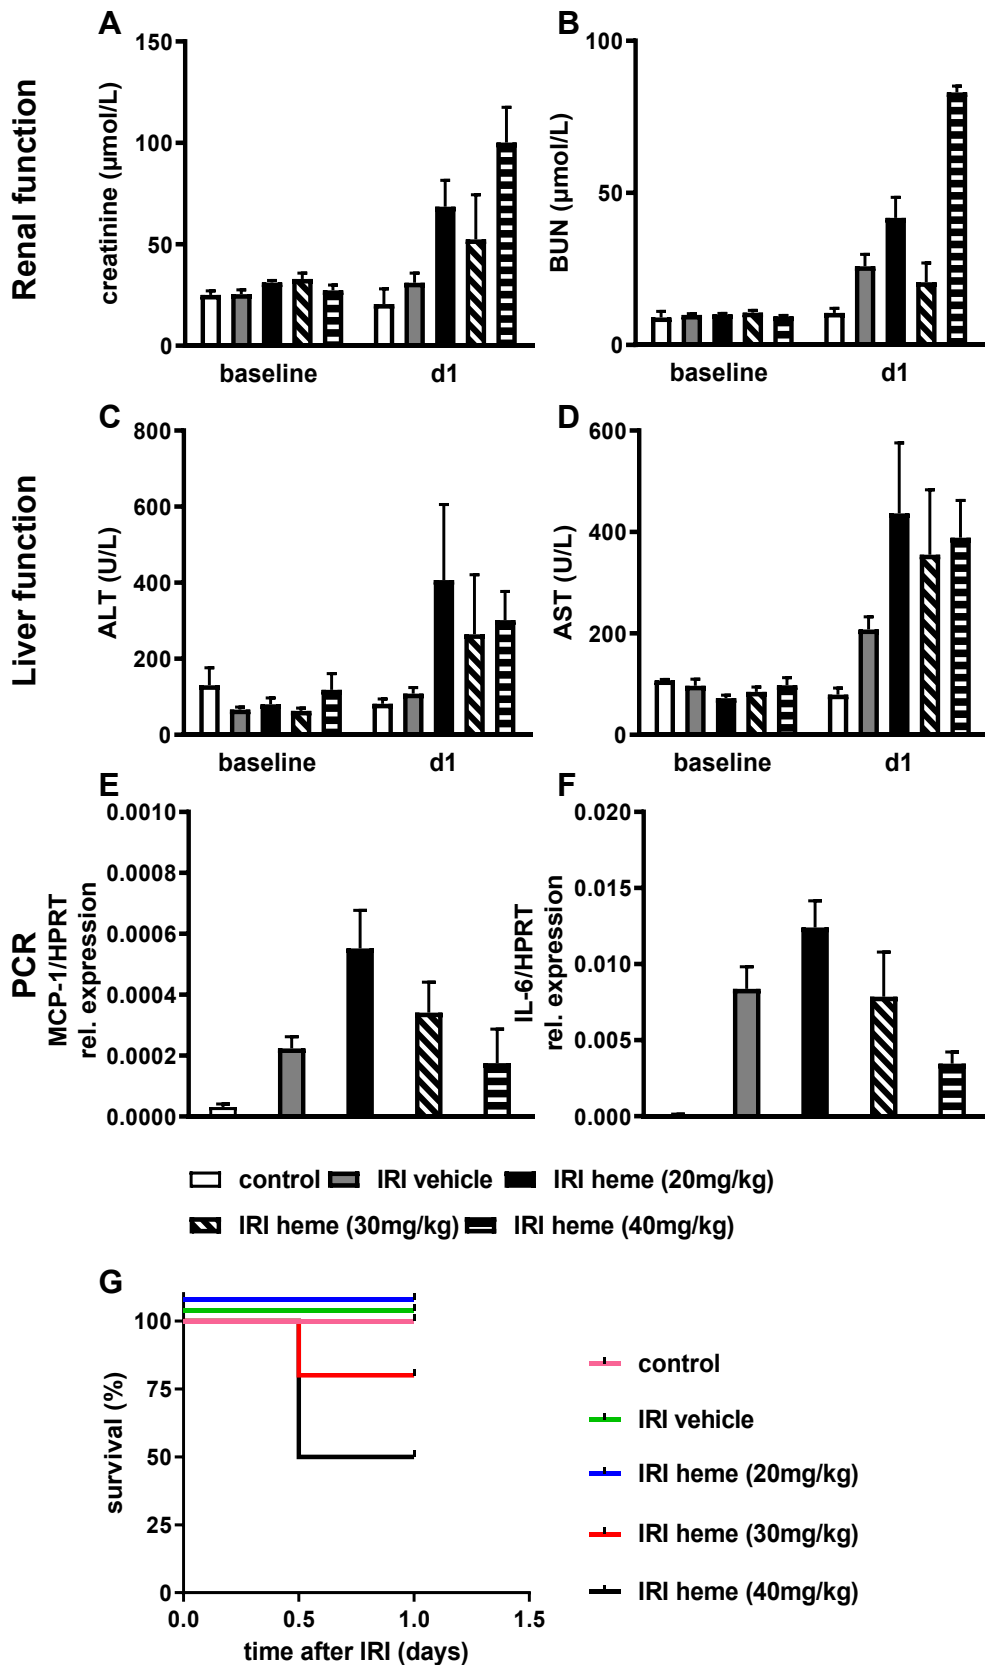 A
B
Renal function
creatinine (µmol/L)
150
100
50
0
baseline
d1
BUN (µmol/L)
100
50
0
baseline
d1
C
D
Liver function
ALT (U/L)
800
600
400
200
0
baseline
d1
AST (U/L)
600
400
200
0
baseline
d1
E
F
PCR
MCP-1/HPRT
rel. expression
0.0010
0.0008
0.0006
0.0004
0.0002
0.0000
IL-6/HPRT
rel. expression
0.020
0.015
0.010
0.005
0.000
control IRI vehicle IRI heme (20mg/kg)
IRI heme (30mg/kg) IRI heme (40mg/kg)
G
survival (%)
100
75
50
25
0
0.0 0.5 1.0 1.5
time after IRI (days)
control
IRI vehicle
IRI heme (20mg/kg)
IRI heme (30mg/kg)
IRI heme (40mg/kg)